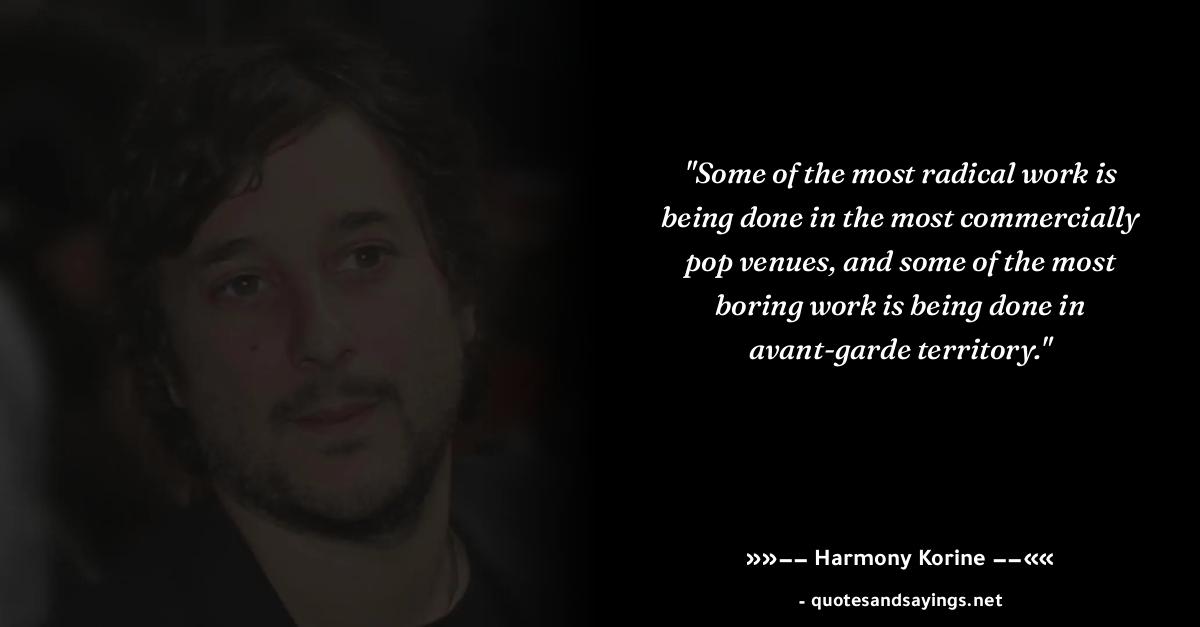 "Some of the most radical work is
being done in the most commercially
pop venues, and some of the most
boring work is being done in
avant-garde territory."
»»–– Harmony Korine ––««
- quotesandsayings.net